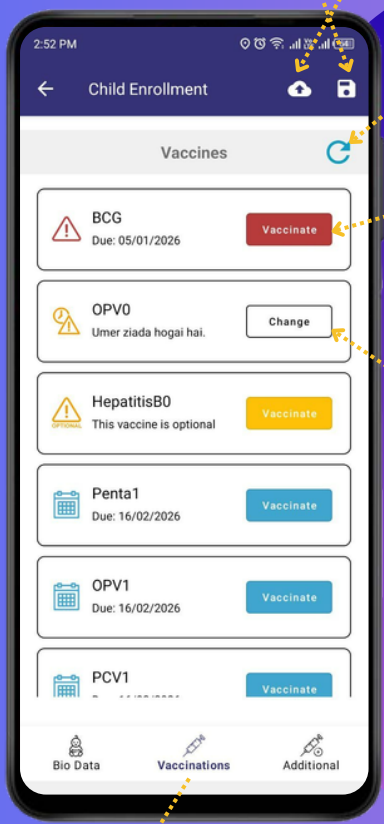 2:52 PM
Child Enrollment
Vaccines
BCG
Due: 05/01/2026
Vaccinate
OPV0
Umer ziada hogai hai.
Change
HepatitisB0
This vaccine is optional
OPTIONAL
Vaccinate
Penta1
Due: 16/02/2026
Vaccinate
OPV1
Due: 16/02/2026
Vaccinate
PCV1
Vaccinate
Bio Data
Vaccinations
Additional